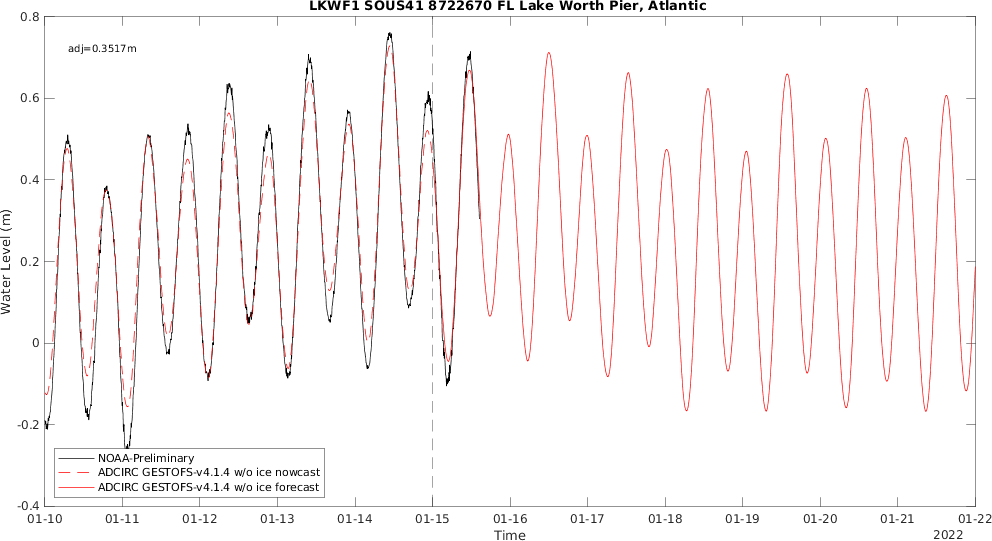 LKWF1 SOUS41 8722670 FL Lake Worth Pier, Atlantic
0.8
adj=0.3517m
0.6
0.4
0.2
0
-0.2
-0.4
Water Level (m)
NOAA-Preliminary
ADCIRC GESTOFS-v4.1.4 w/o ice nowcast
ADCIRC GESTOFS-v4.1.4 w/o ice forecast
01-10 01-11 01-12 01-13 01-14 01-15 01-16 01-17 01-18 01-19 01-20 01-21 01-22
Time
2022